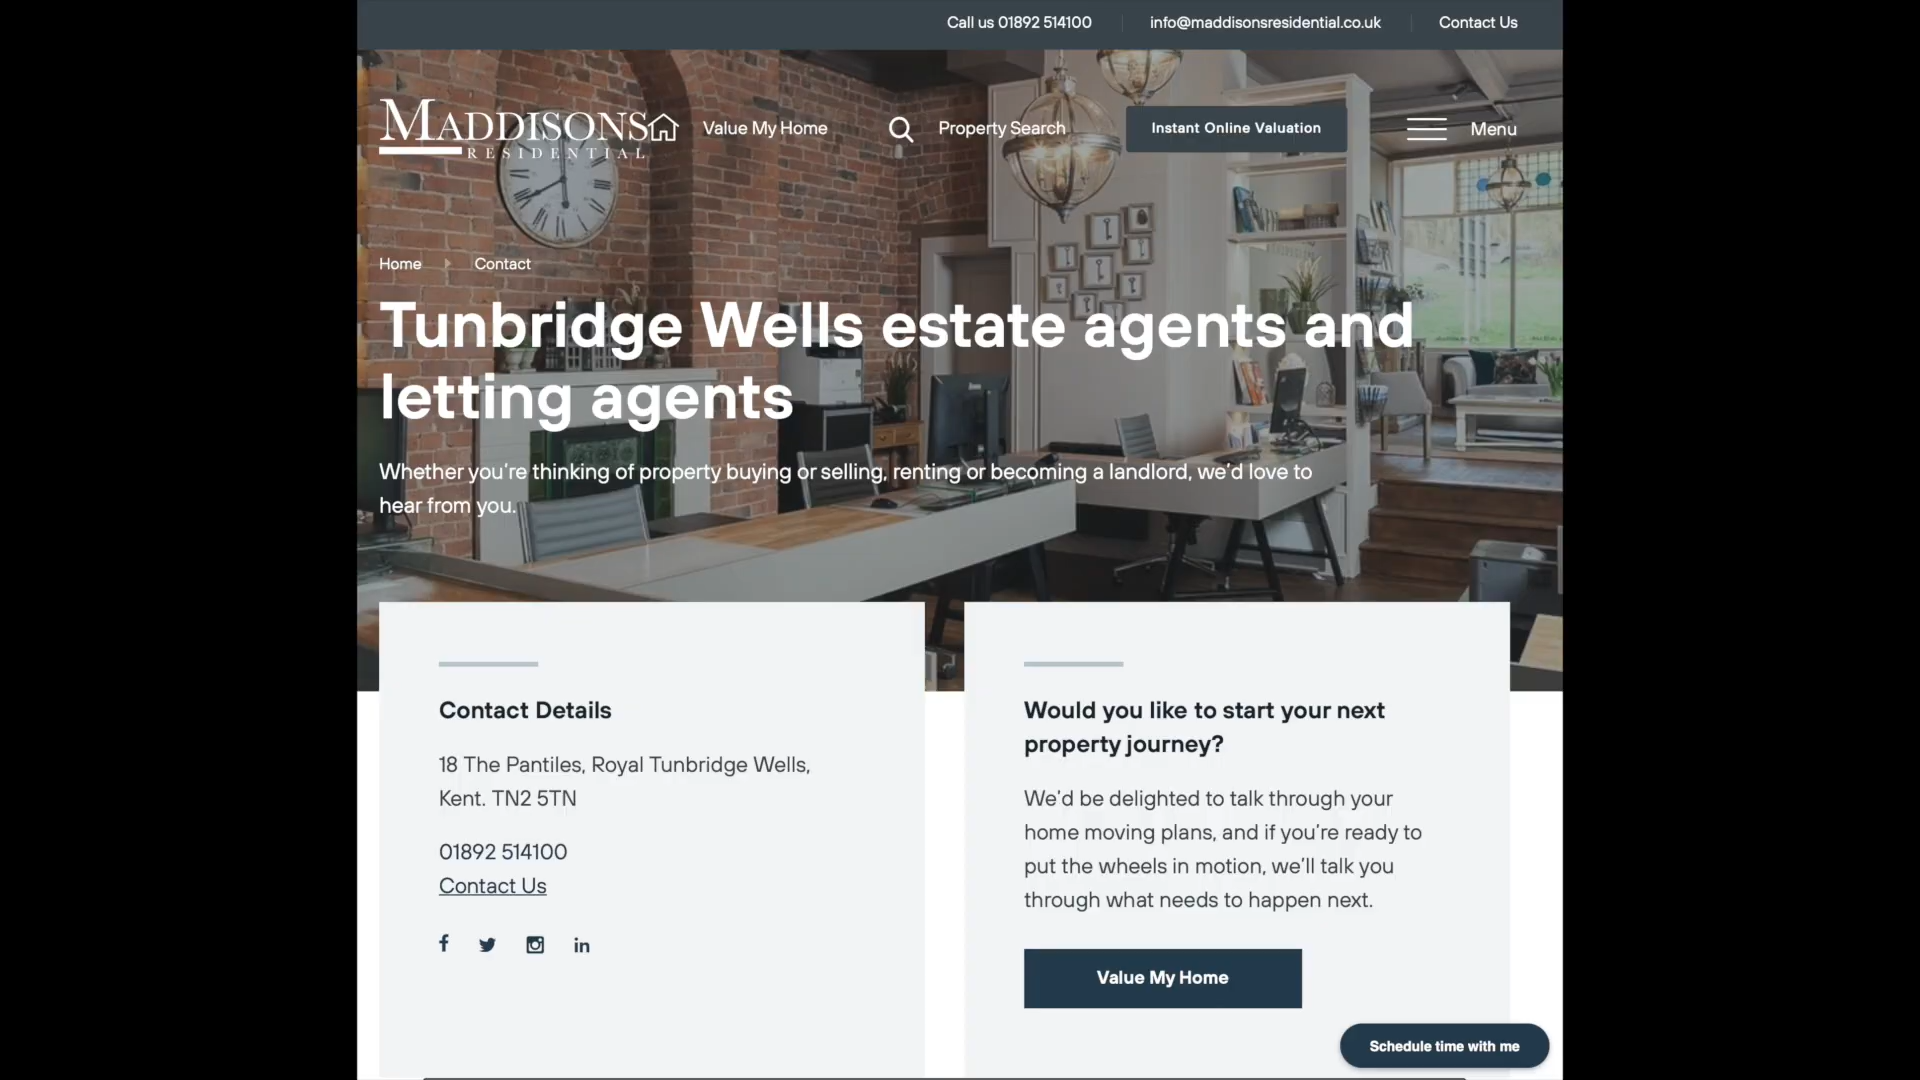 Call us 01892 514100
info@maddisonsresidential.co.uk
Contact Us
MADDISONS
RESIDENTIAL
Value My Home
Property Search
Instant Online Valuation
Menu
Home
Contact
Tunbridge Wells estate agents and
letting agents
Whether you're thinking of property buying or selling, renting or becoming a landlord, we'd love to
hear from you.
Contact Details
18 The Pantiles, Royal Tunbridge Wells,
Kent. TN2 5TN
01892 514100
Contact Us
Would you like to start your next
property journey?
We'd be delighted to talk through your
home moving plans, and if you're ready to
put the wheels in motion, we'll talk you
through what needs to happen next.
Value My Home
Schedule time with me